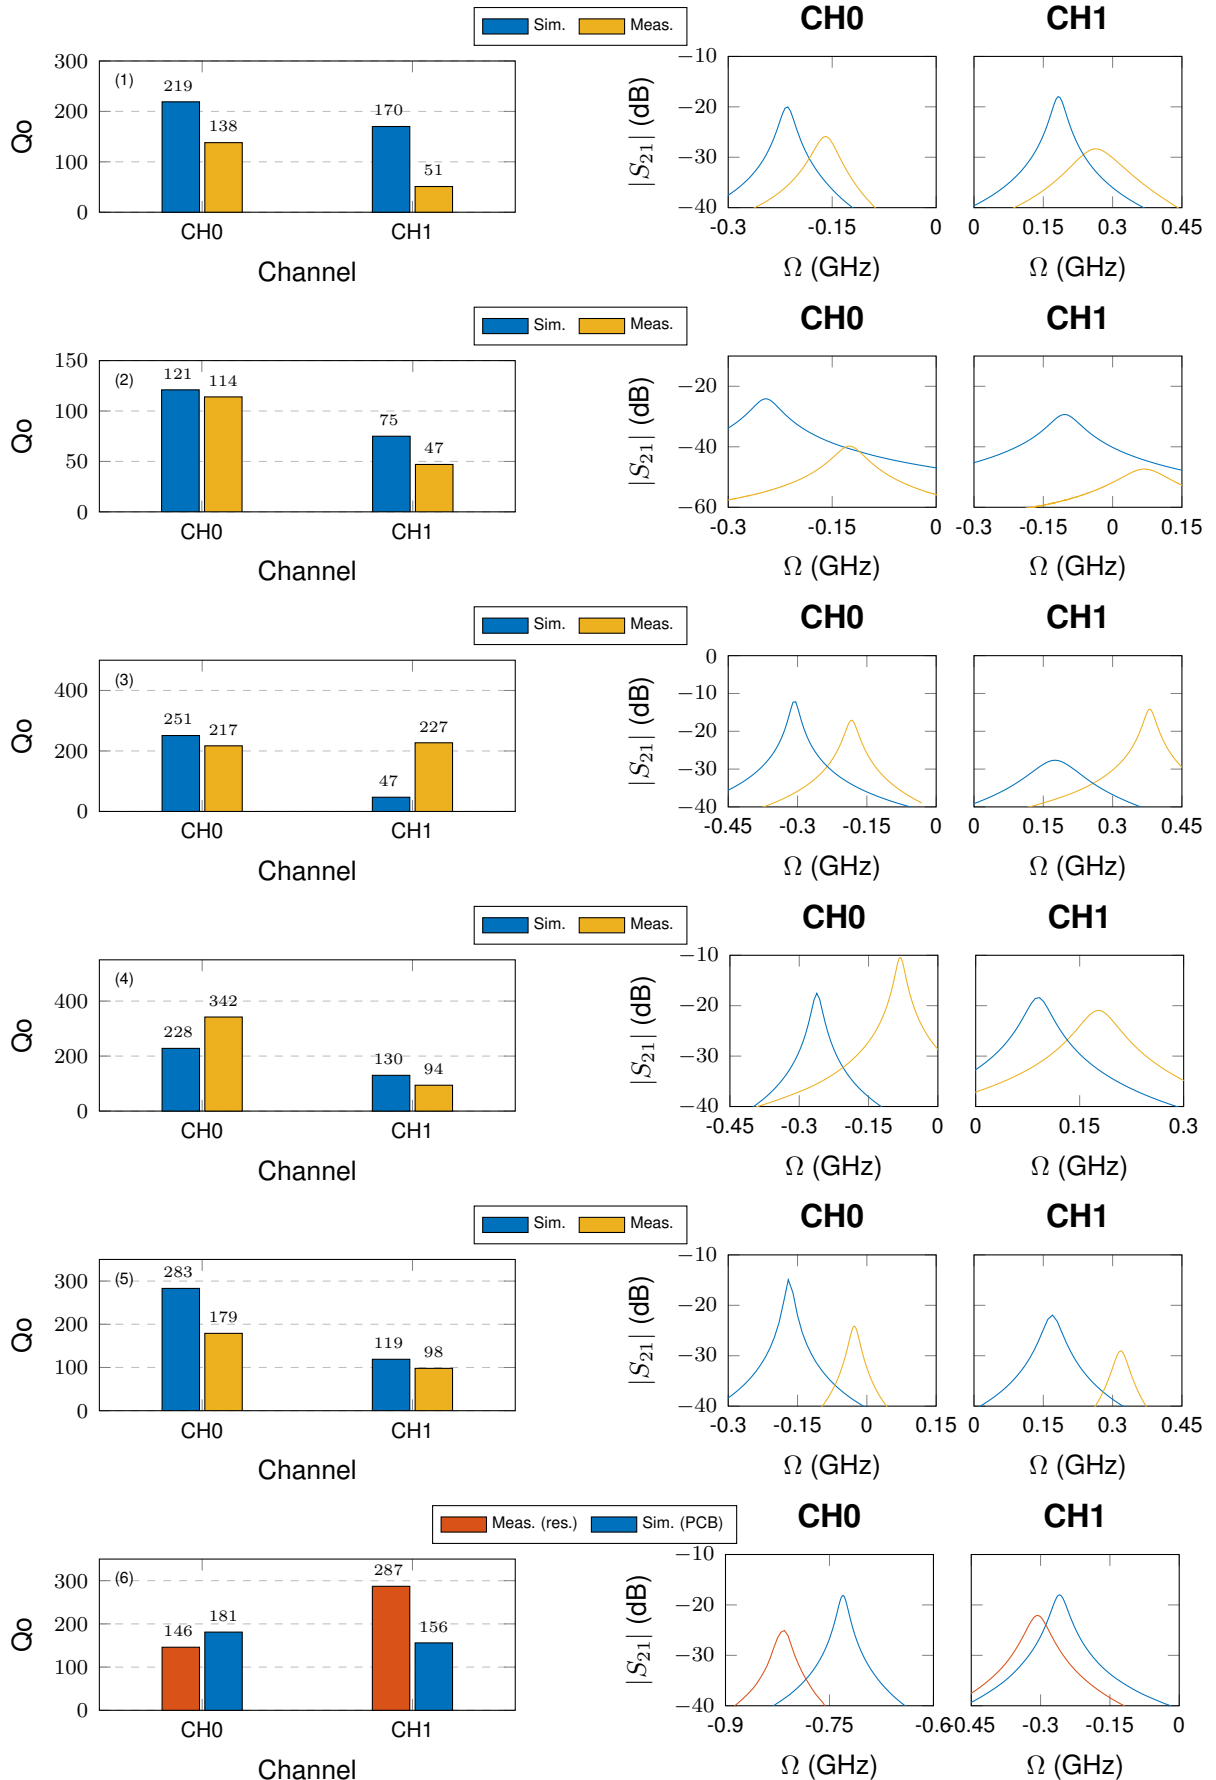 Sim. Meas.
CH0 CH1
(1)
300
200
100
0
219
138
170
51
Qo
CH0 CH1
Channel
−10
−20
−30
−40
|S21| (dB)
-0.3 -0.15 0
Ω (GHz)
0 0.15 0.3 0.45
Ω (GHz)
Sim. Meas.
CH0 CH1
(2)
150
100
50
0
121
114
75
47
Qo
CH0 CH1
Channel
−20
−40
−60
|S21| (dB)
-0.3 -0.15 0
Ω (GHz)
-0.3 -0.15 0 0.15
Ω (GHz)
Sim. Meas.
CH0 CH1
(3)
400
200
0
251
217
47
227
Qo
CH0 CH1
Channel
0
−10
−20
−30
−40
|S21| (dB)
-0.45 -0.3 -0.15 0
Ω (GHz)
0 0.15 0.3 0.45
Ω (GHz)
Sim. Meas.
CH0 CH1
(4)
400
200
0
228
342
130
94
Qo
CH0 CH1
Channel
−10
−20
−30
−40
|S21| (dB)
-0.45 -0.3 -0.15 0
Ω (GHz)
0 0.15 0.3
Ω (GHz)
Sim. Meas.
CH0 CH1
(5)
300
200
100
0
283
179
119
98
Qo
CH0 CH1
Channel
−10
−20
−30
−40
|S21| (dB)
-0.3 -0.15 0 0.15
Ω (GHz)
0 0.15 0.3 0.45
Ω (GHz)
Meas. (res.) Sim. (PCB)
CH0 CH1
(6)
300
200
100
0
146
181
287
156
Qo
CH0 CH1
Channel
−10
−20
−30
−40
|S21| (dB)
-0.9 -0.75 -0.6
Ω (GHz)
-0.45 -0.3 -0.15 0
Ω (GHz)